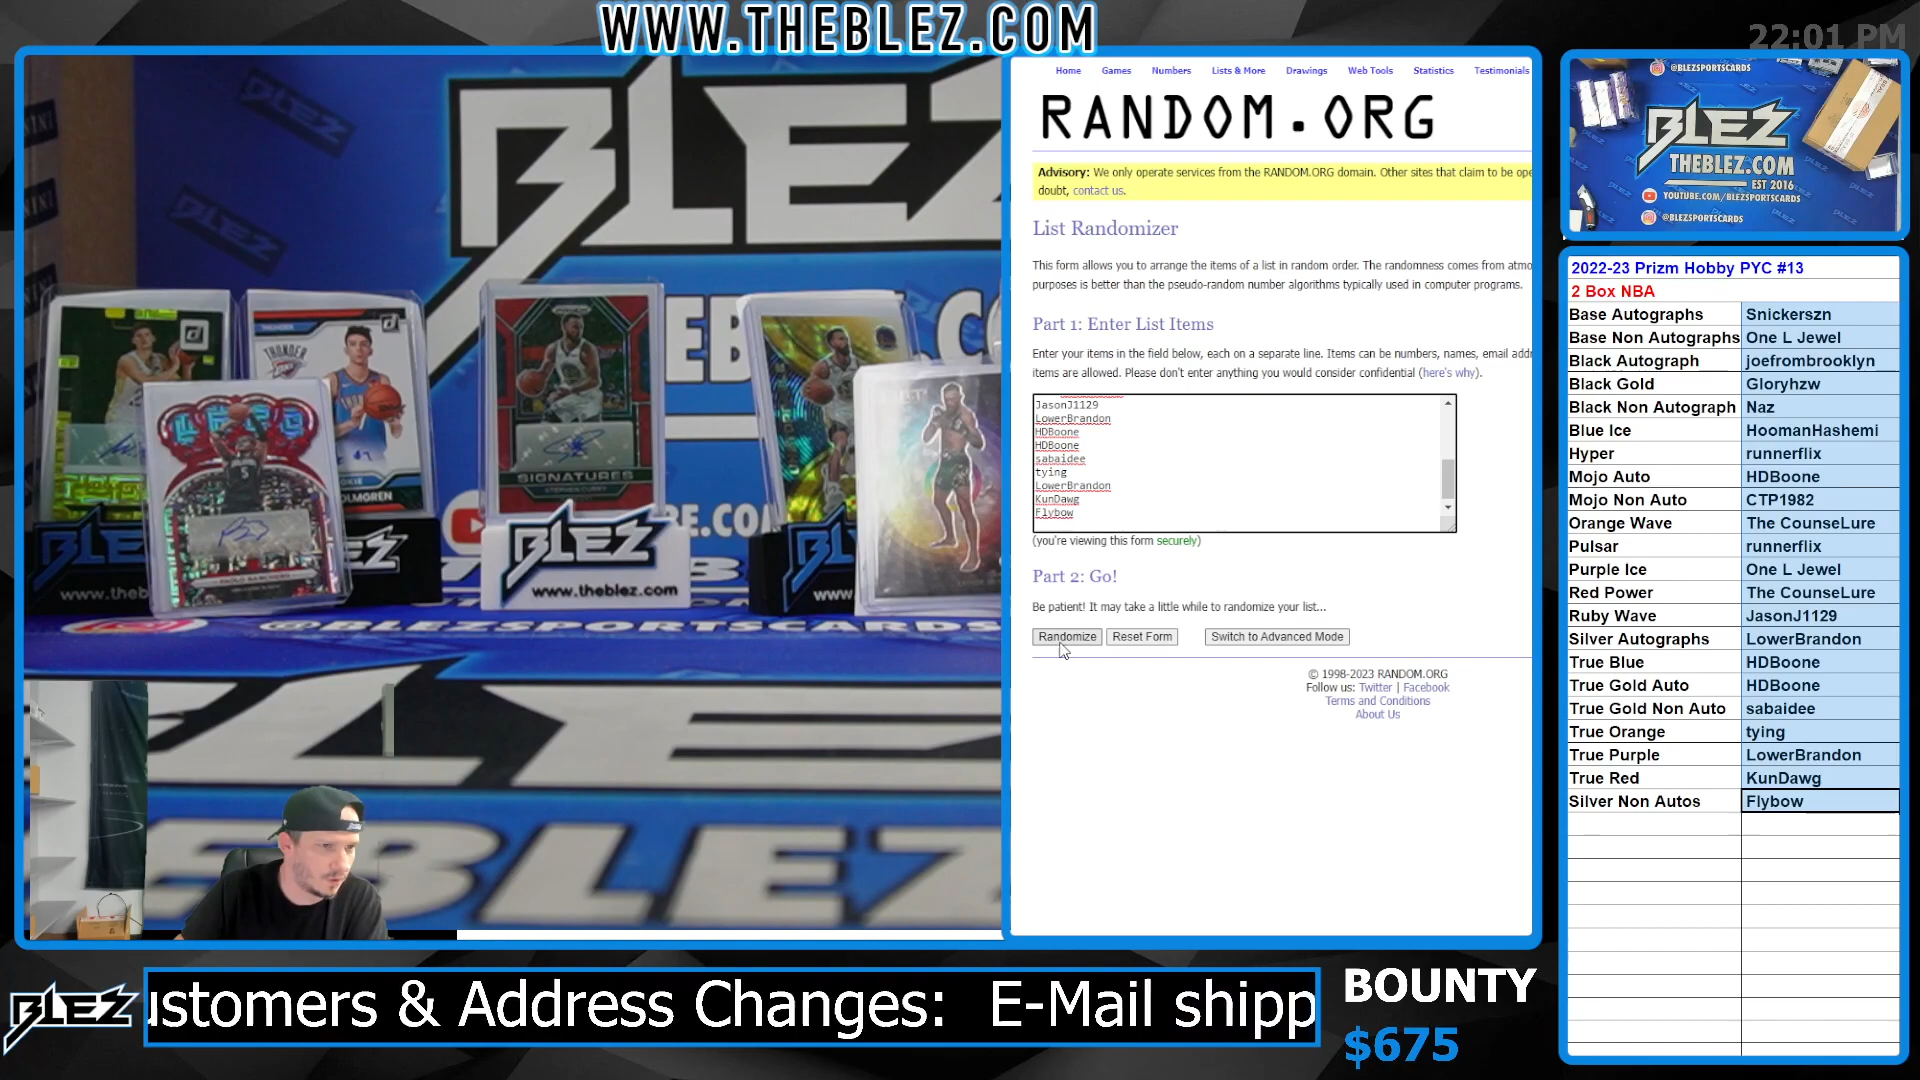 WWW.THEBLEZ.COM
22:01 PM
BLEZ
THUNDER
OLMGREN
SIGNATURES
STEPHEN CURRY
BLEZ
www.theblez.com
@BLEZSPORTSCARDS
BLEZ
Home Games Numbers Lists & More Drawings Web Tools Statistics Testimonials
RANDOM.ORG
Advisory: We only operate services from the RANDOM.ORG domain. Other sites that claim to be ope
doubt, contact us.
List Randomizer
This form allows you to arrange the items of a list in random order. The randomness comes from atmo
purposes is better than the pseudo-random number algorithms typically used in computer programs.
Part 1: Enter List Items
Enter your items in the field below, each on a separate line. Items can be numbers, names, email addr
items are allowed. Please don't enter anything you would consider confidential (here's why).
JasonJ1129
LowerBrandon
HDBoone
HDBoone
sabaidee
tying
LowerBrandon
KunDawg
Flybow
(you're viewing this form securely)
Part 2: Go!
Be patient! It may take a little while to randomize your list...
Randomize Reset Form Switch to Advanced Mode
© 1998-2023 RANDOM.ORG
Follow us: Twitter | Facebook
Terms and Conditions
About Us
@BLEZSPORTSCARDS
BLEZ
THEBLEZ.COM
EST 2016
YOUTUBE.COM/BLEZSPORTSCARDS
@BLEZSPORTSCARDS
2022-23 Prizm Hobby PYC #13
2 Box NBA
Base Autographs Snickerszn
Base Non Autographs One L Jewel
Black Autograph joefrombrooklyn
Black Gold Gloryhzw
Black Non Autograph Naz
Blue Ice HoomanHashemi
Hyper runnerflix
Mojo Auto HDBoone
Mojo Non Auto CTP1982
Orange Wave The CounseLure
Pulsar runnerflix
Purple Ice One L Jewel
Red Power The CounseLure
Ruby Wave JasonJ1129
Silver Autographs LowerBrandon
True Blue HDBoone
True Gold Auto HDBoone
True Gold Non Auto sabaidee
True Orange tying
True Purple LowerBrandon
True Red KunDawg
Silver Non Autos Flybow
BLEZ
ustomers & Address Changes: E-Mail shipp
BOUNTY
$675